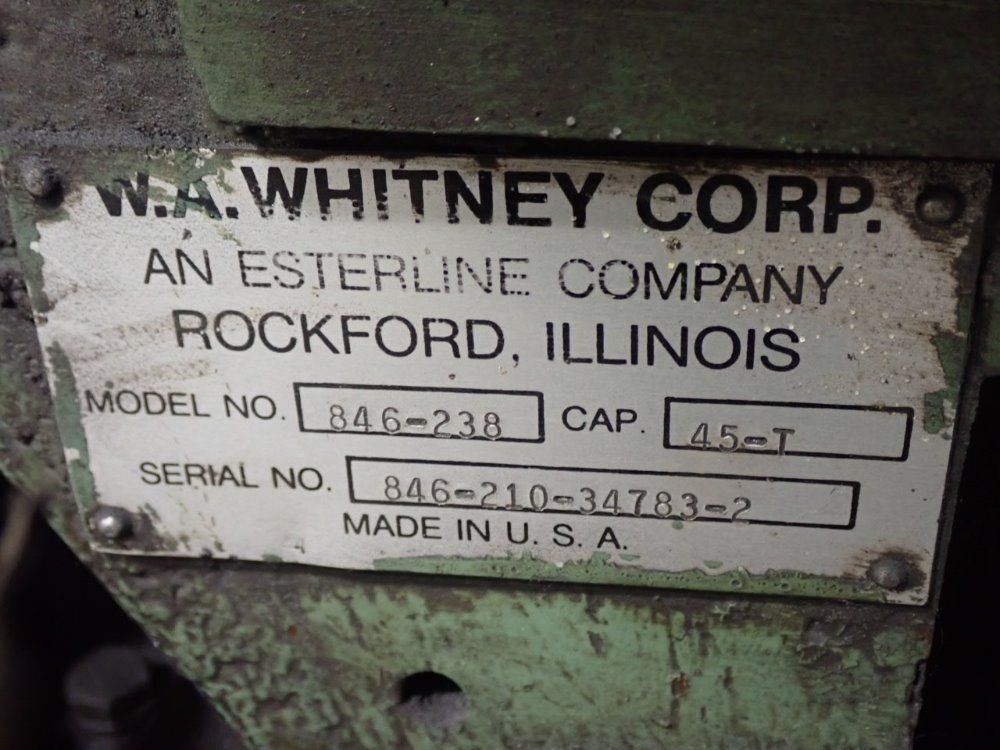 W.A. WHITNEY CORP.
AN ESTERLINE COMPANY
ROCKFORD, ILLINOIS
MODEL NO. 846-238 CAP. 45-T
SERIAL NO. 846-210-34783-2
MADE IN U. S. A.